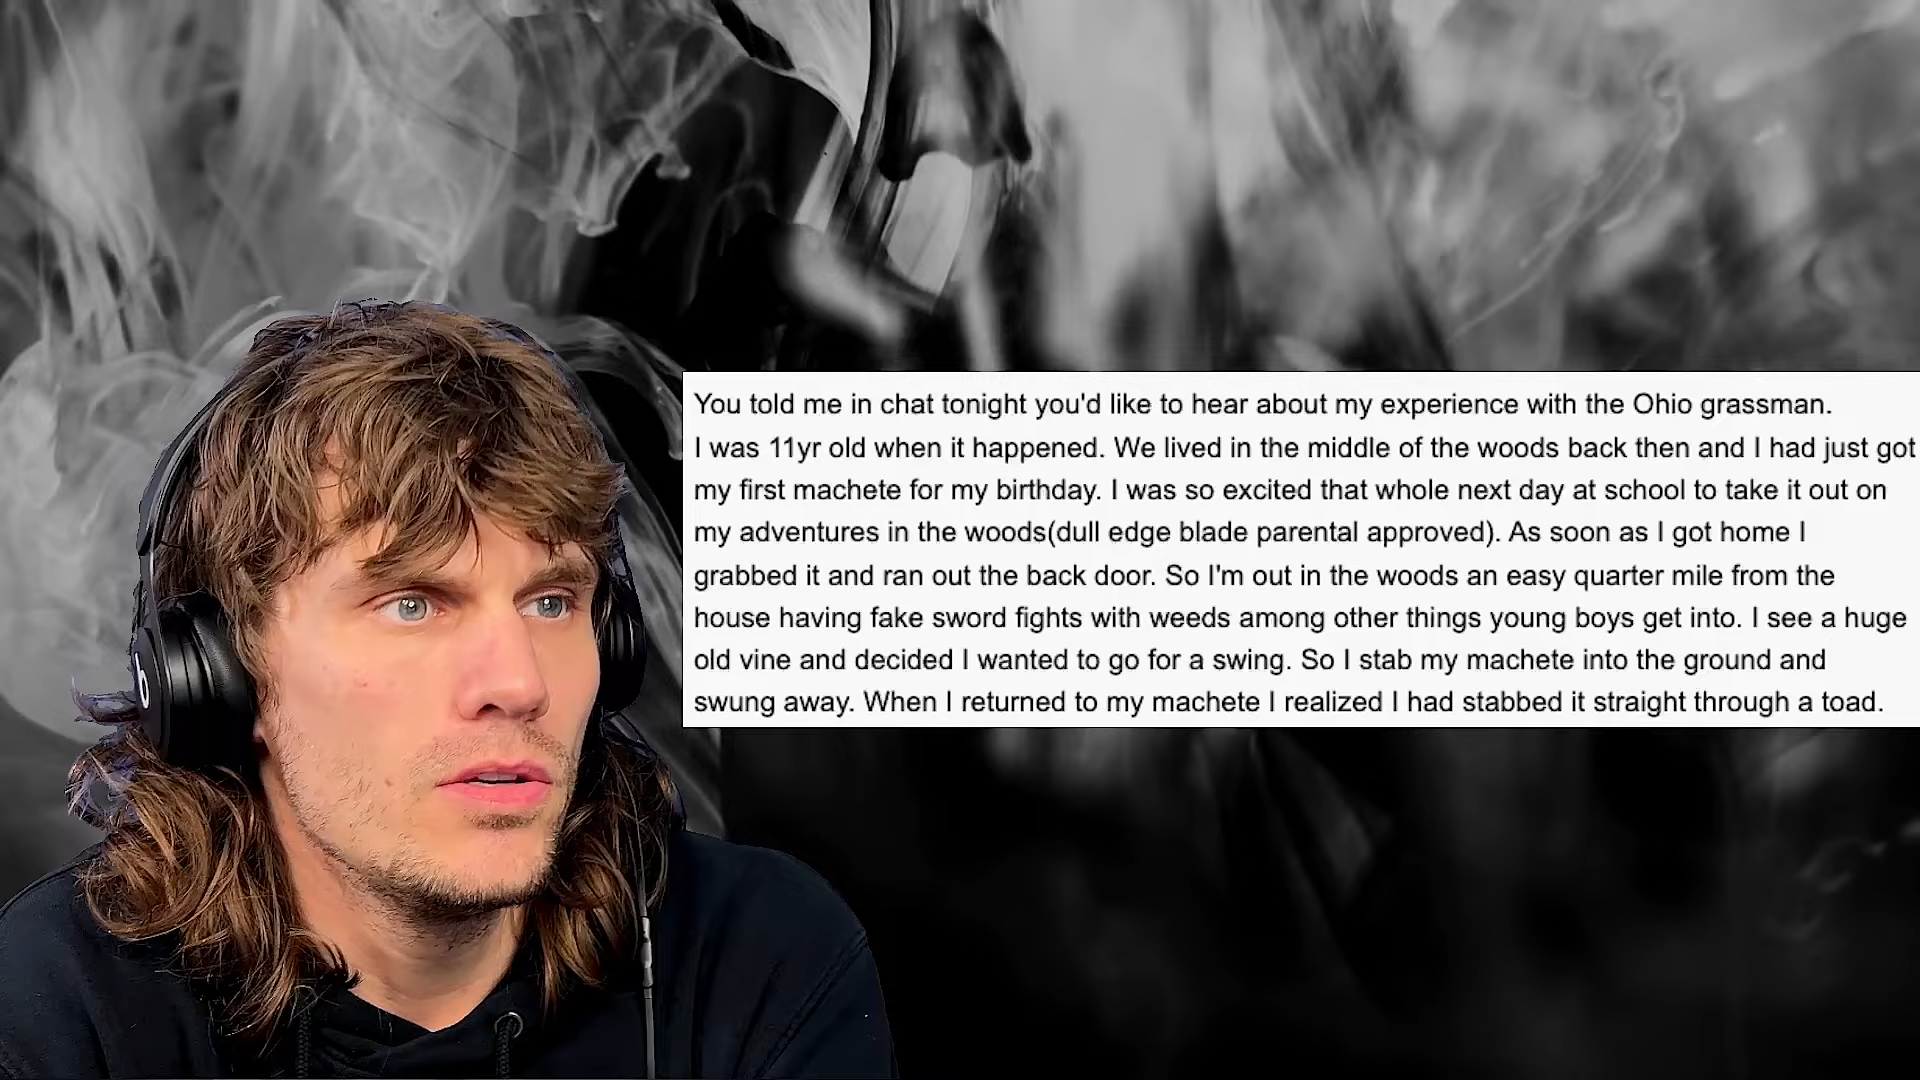 You told me in chat tonight you'd like to hear about my experience with the Ohio grassman.
I was 11yr old when it happened. We lived in the middle of the woods back then and I had just got
my first machete for my birthday. I was so excited that whole next day at school to take it out on
my adventures in the woods(dull edge blade parental approved). As soon as I got home I
grabbed it and ran out the back door. So I'm out in the woods an easy quarter mile from the
house having fake sword fights with weeds among other things young boys get into. I see a huge
old vine and decided I wanted to go for a swing. So I stab my machete into the ground and
swung away. When I returned to my machete I realized I had stabbed it straight through a toad.